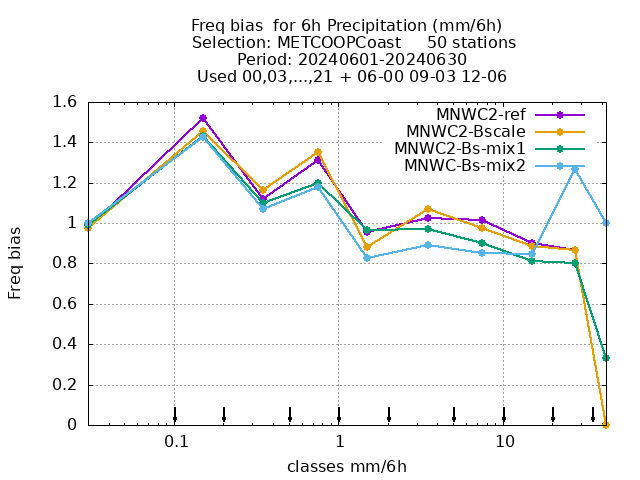 Freq bias  for 6h Precipitation (mm/6h)
Selection: METCOOPCoast     50 stations
Period: 20240601-20240630
Used 00,03,...,21 + 06-00 09-03 12-06
MNWC2-ref
MNWC2-Bscale
MNWC2-Bs-mix1
MNWC-Bs-mix2
1.6
1.4
1.2
1
0.8
0.6
0.4
0.2
0
Freq bias
0.1
1
10
classes mm/6h